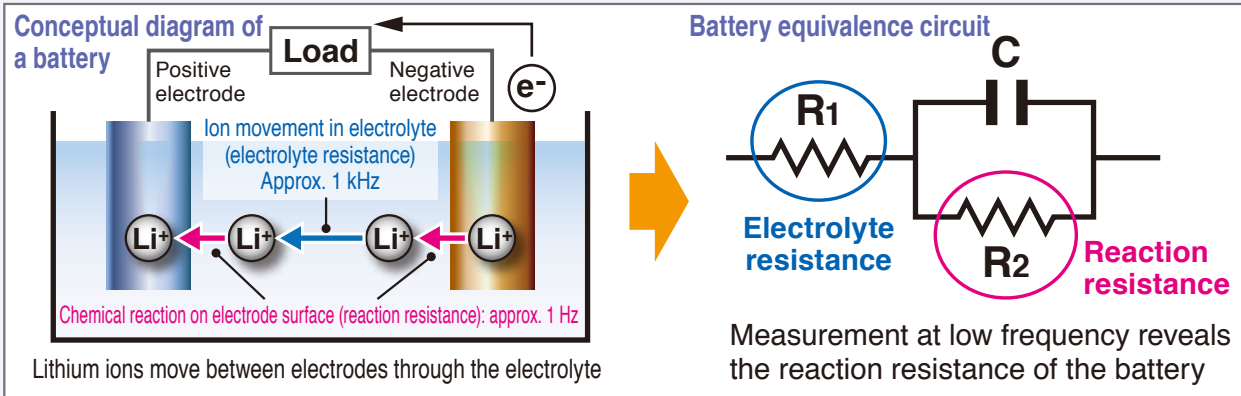 Conceptual diagram of
a battery
Load
Positive
electrode
Negative
electrode
e-
Ion movement in electrolyte
(electrolyte resistance)
Approx. 1 kHz
Li+
Li+
Li+
Li+
Chemical reaction on electrode surface (reaction resistance): approx. 1 Hz
Lithium ions move between electrodes through the electrolyte
Battery equivalence circuit
C
R1
Electrolyte
resistance
R2
Reaction
resistance
Measurement at low frequency reveals
the reaction resistance of the battery